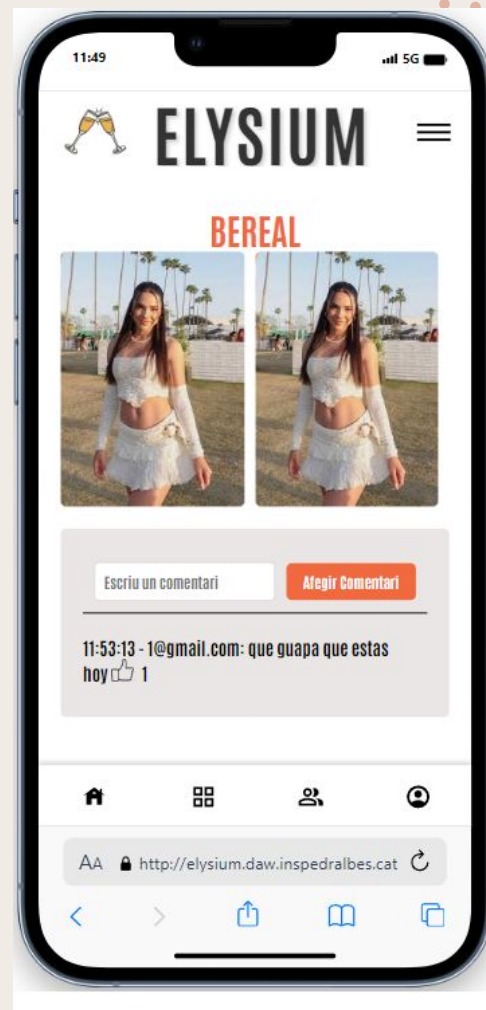 11:49
5G
ELYSIUM
BEREAL
Escriu un comentari
Afegir Comentari
11:53:13 - 1@gmail.com: que guapa que estas
hoy 1
AA http://elysium.daw.inspedralbes.cat